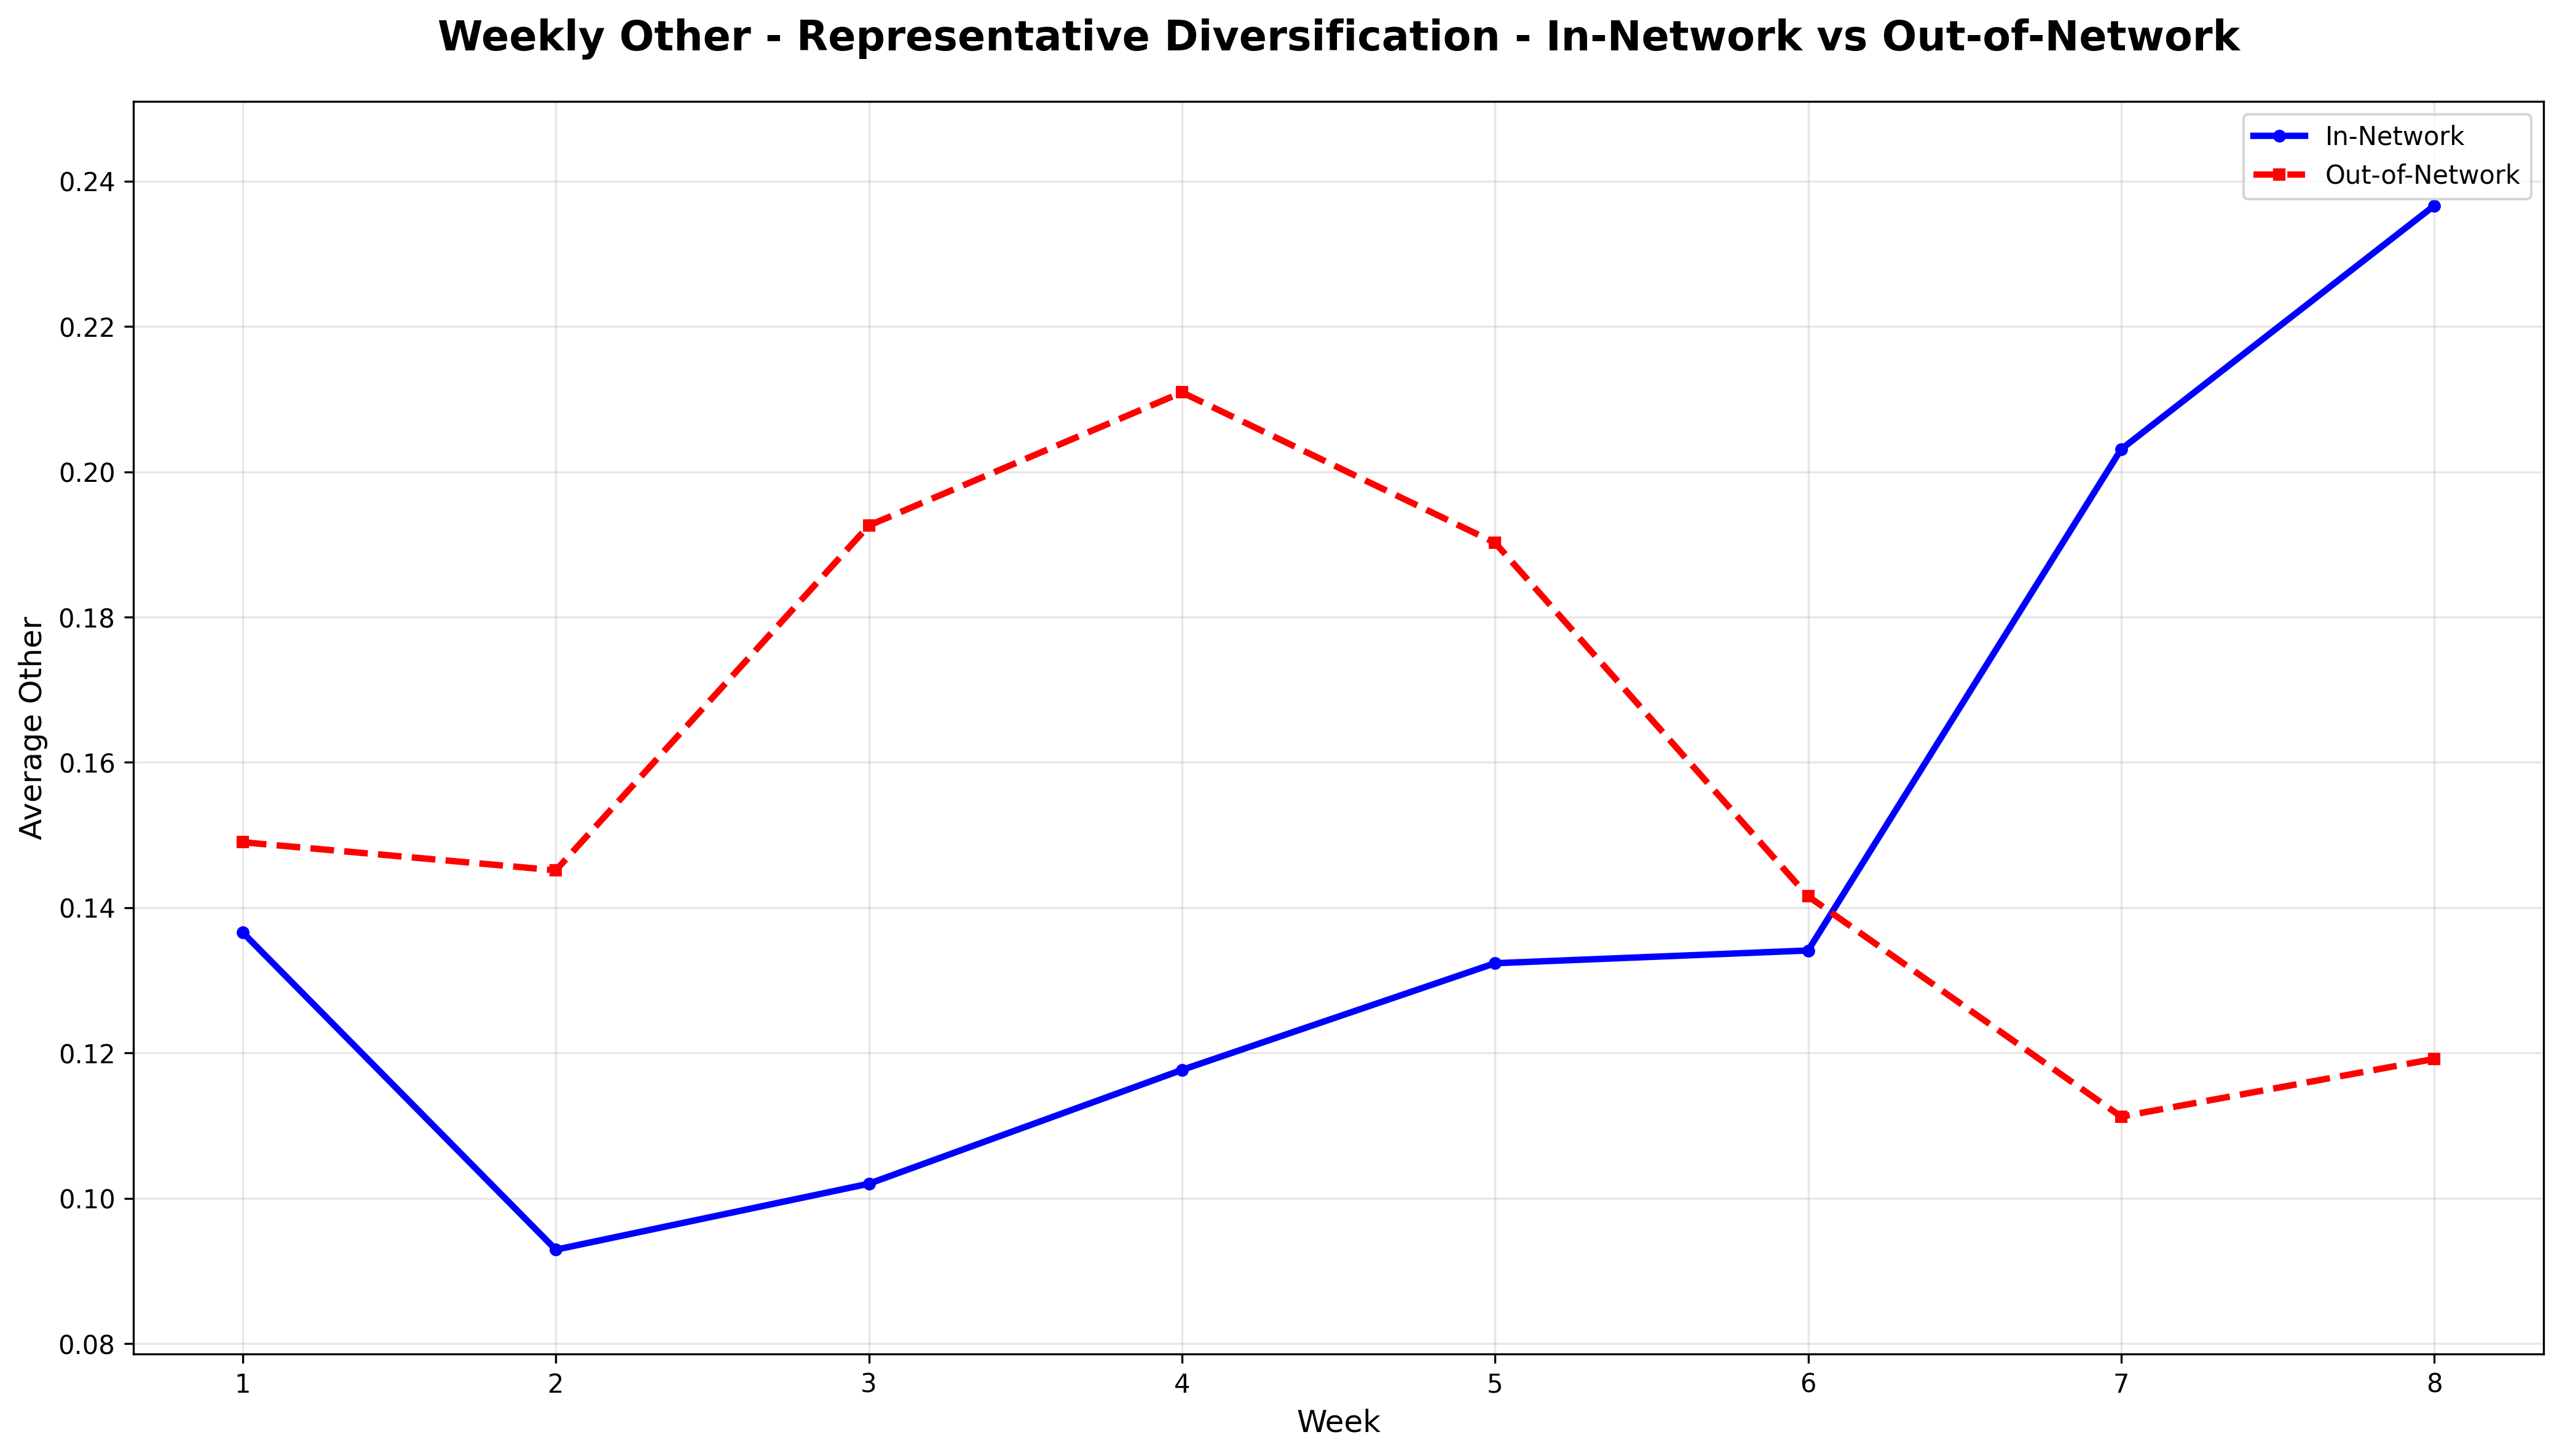 Weekly Other - Representative Diversification - In-Network vs Out-of-Network
In-Network
Out-of-Network
0.24
0.22
0.20
0.18
0.16
0.14
0.12
0.10
0.08
Average Other
1 2 3 4 5 6 7 8
Week